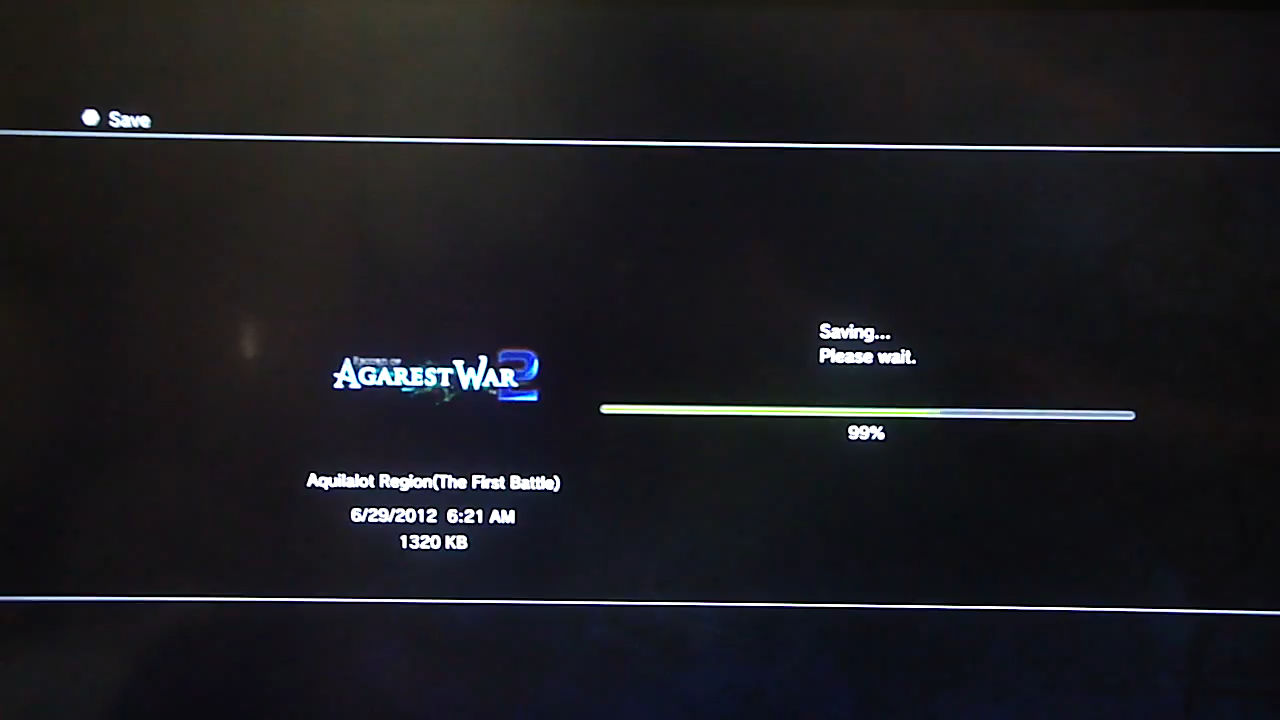 Save
Saving...
Please wait.
AGAREST WAR 2
99%
Aquilalot Region(The First Battle)
6/29/2012 6:21 AM
1320 KB